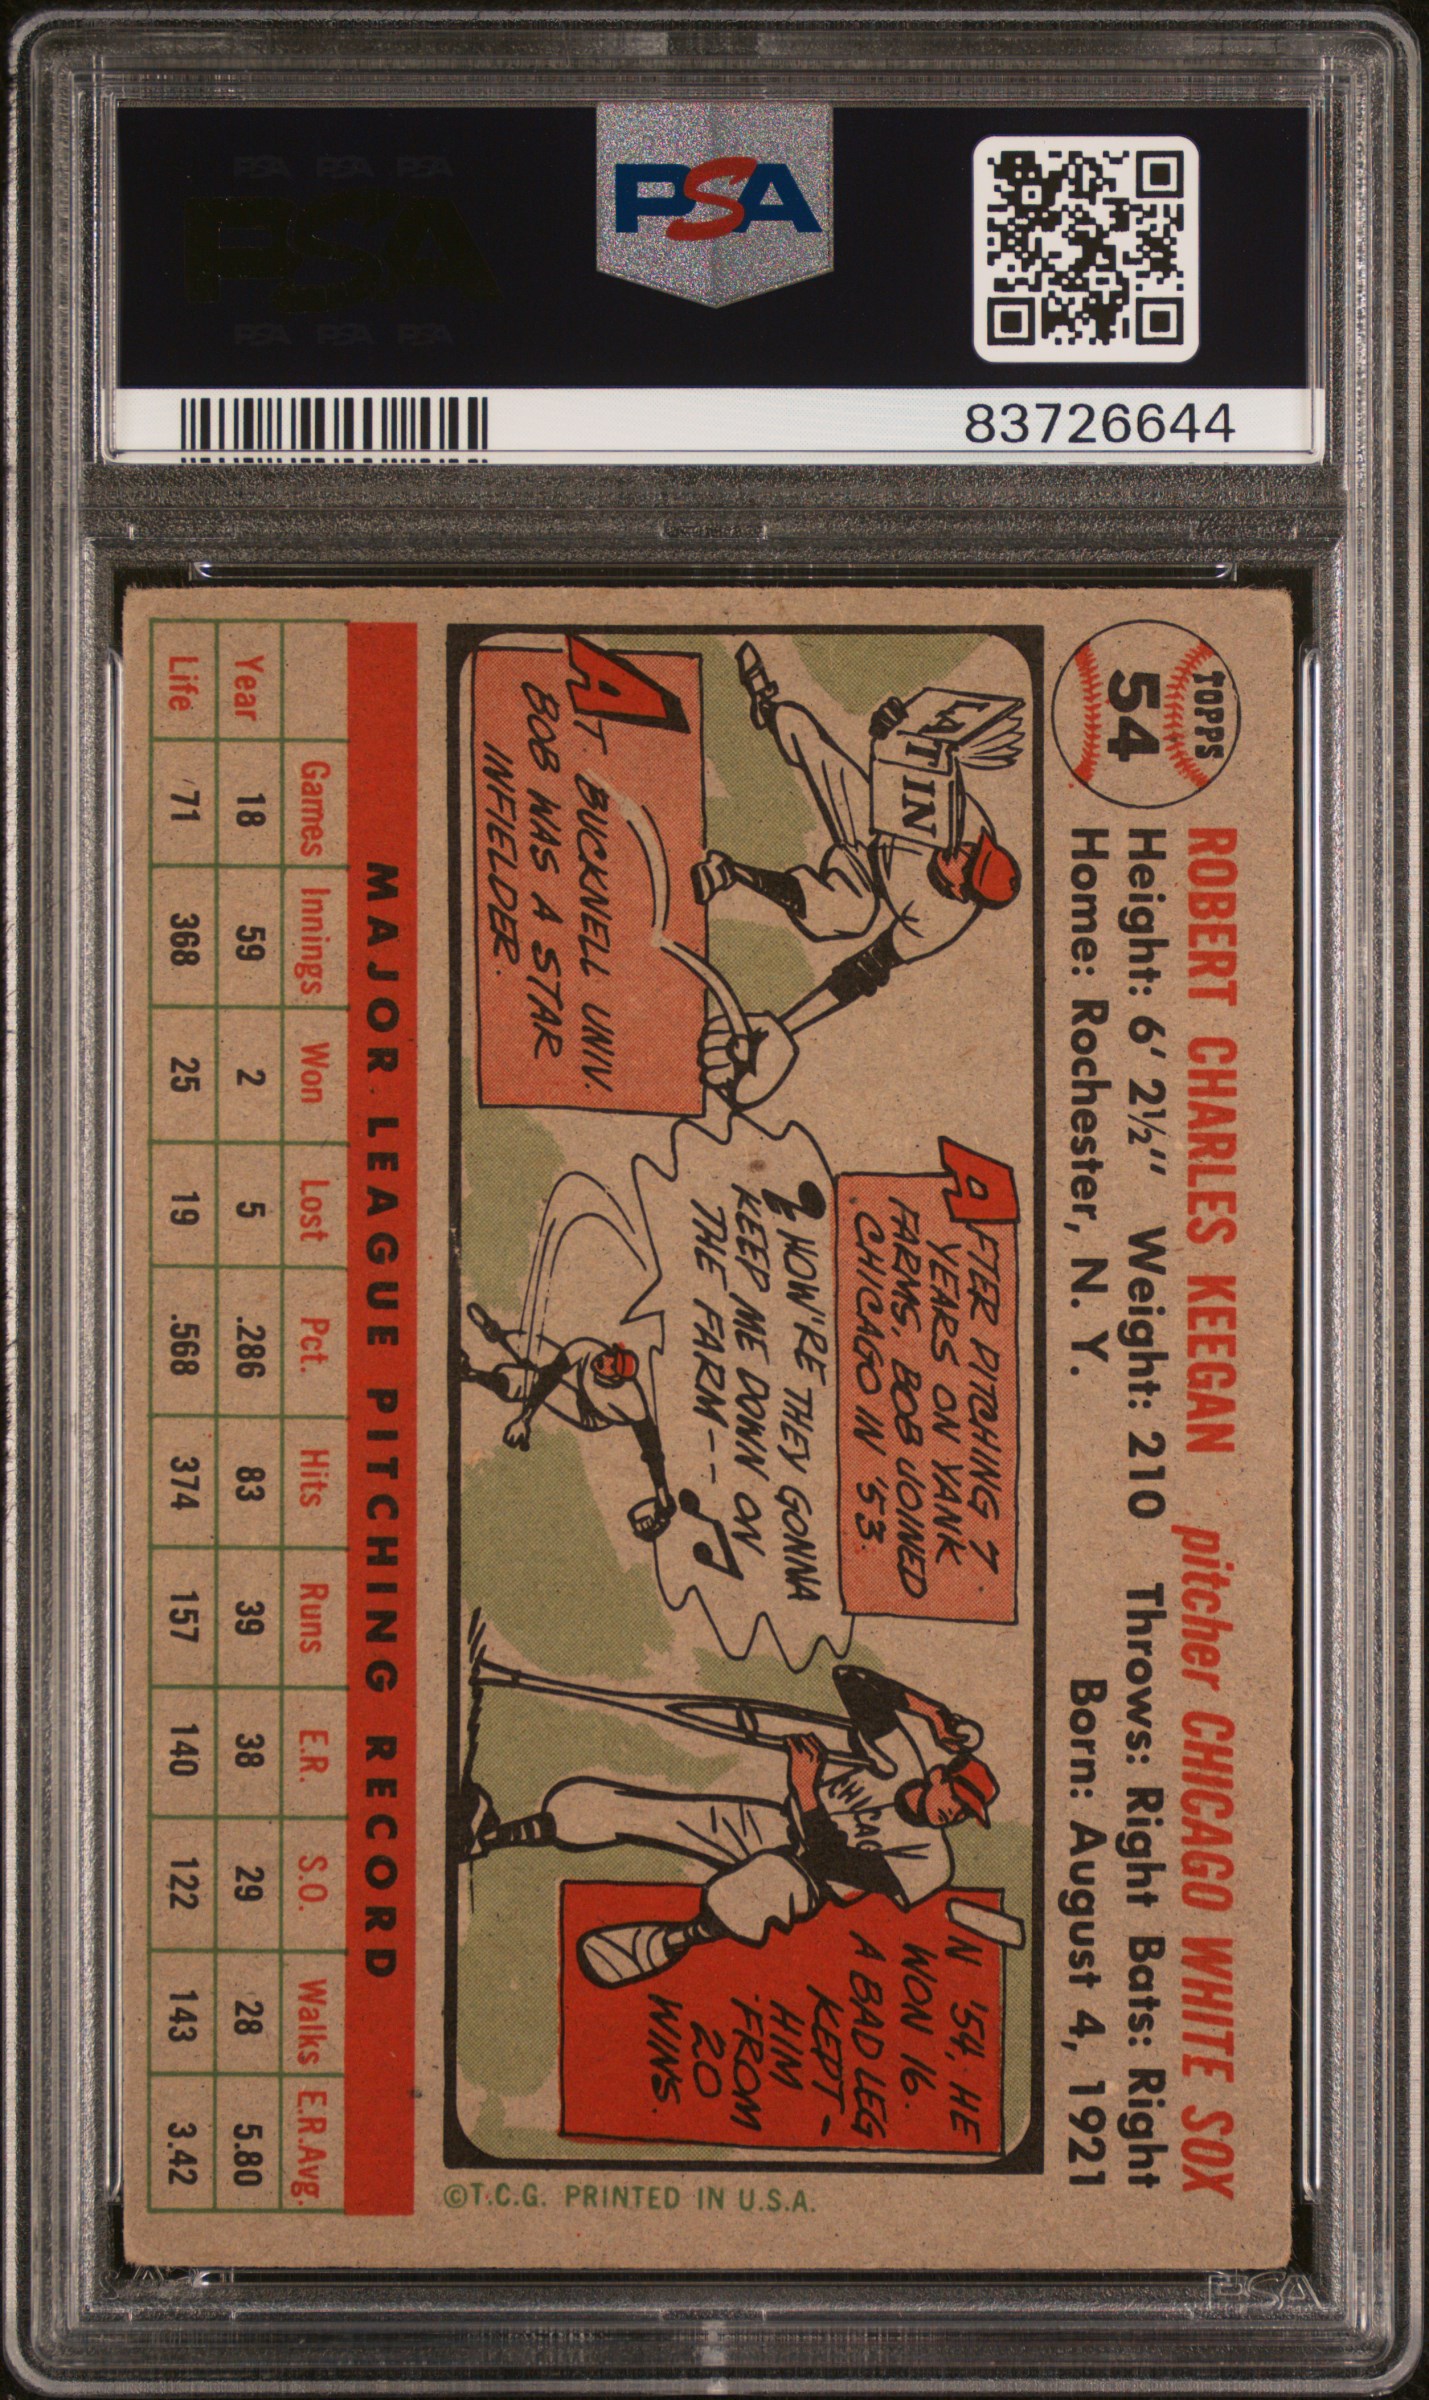 PSA
83726644
TOPPS
54
ROBERT CHARLES KEEGAN pitcher CHICAGO WHITE SOX
Height: 6' 2½" Weight: 210 Throws: Right Bats: Right
Home: Rochester, N. Y. Born: August 4, 1921
LATIN
AT BUCKNELL UNIV.
BOB WAS A STAR
INFIELDER.
AFTER PITCHING 7
YEARS ON YANK
FARMS, BOB JOINED
CHICAGO IN '53.
HOW'RE THEY GONNA
KEEP ME DOWN ON
THE FARM--
CHICAG
IN '54, HE
WON 16.
A BAD LEG
KEPT-
HIM
FROM
20
WINS.
©T.C.G. PRINTED IN U.S.A.
MAJOR LEAGUE PITCHING RECORD
Games Innings Won Lost Pct. Hits Runs E.R. S.O. Walks E.R.Avg.
Year 18 59 2 5 .286 83 39 38 29 28 5.80
Life 71 368 25 19 .568 374 157 140 122 143 3.42
PSA